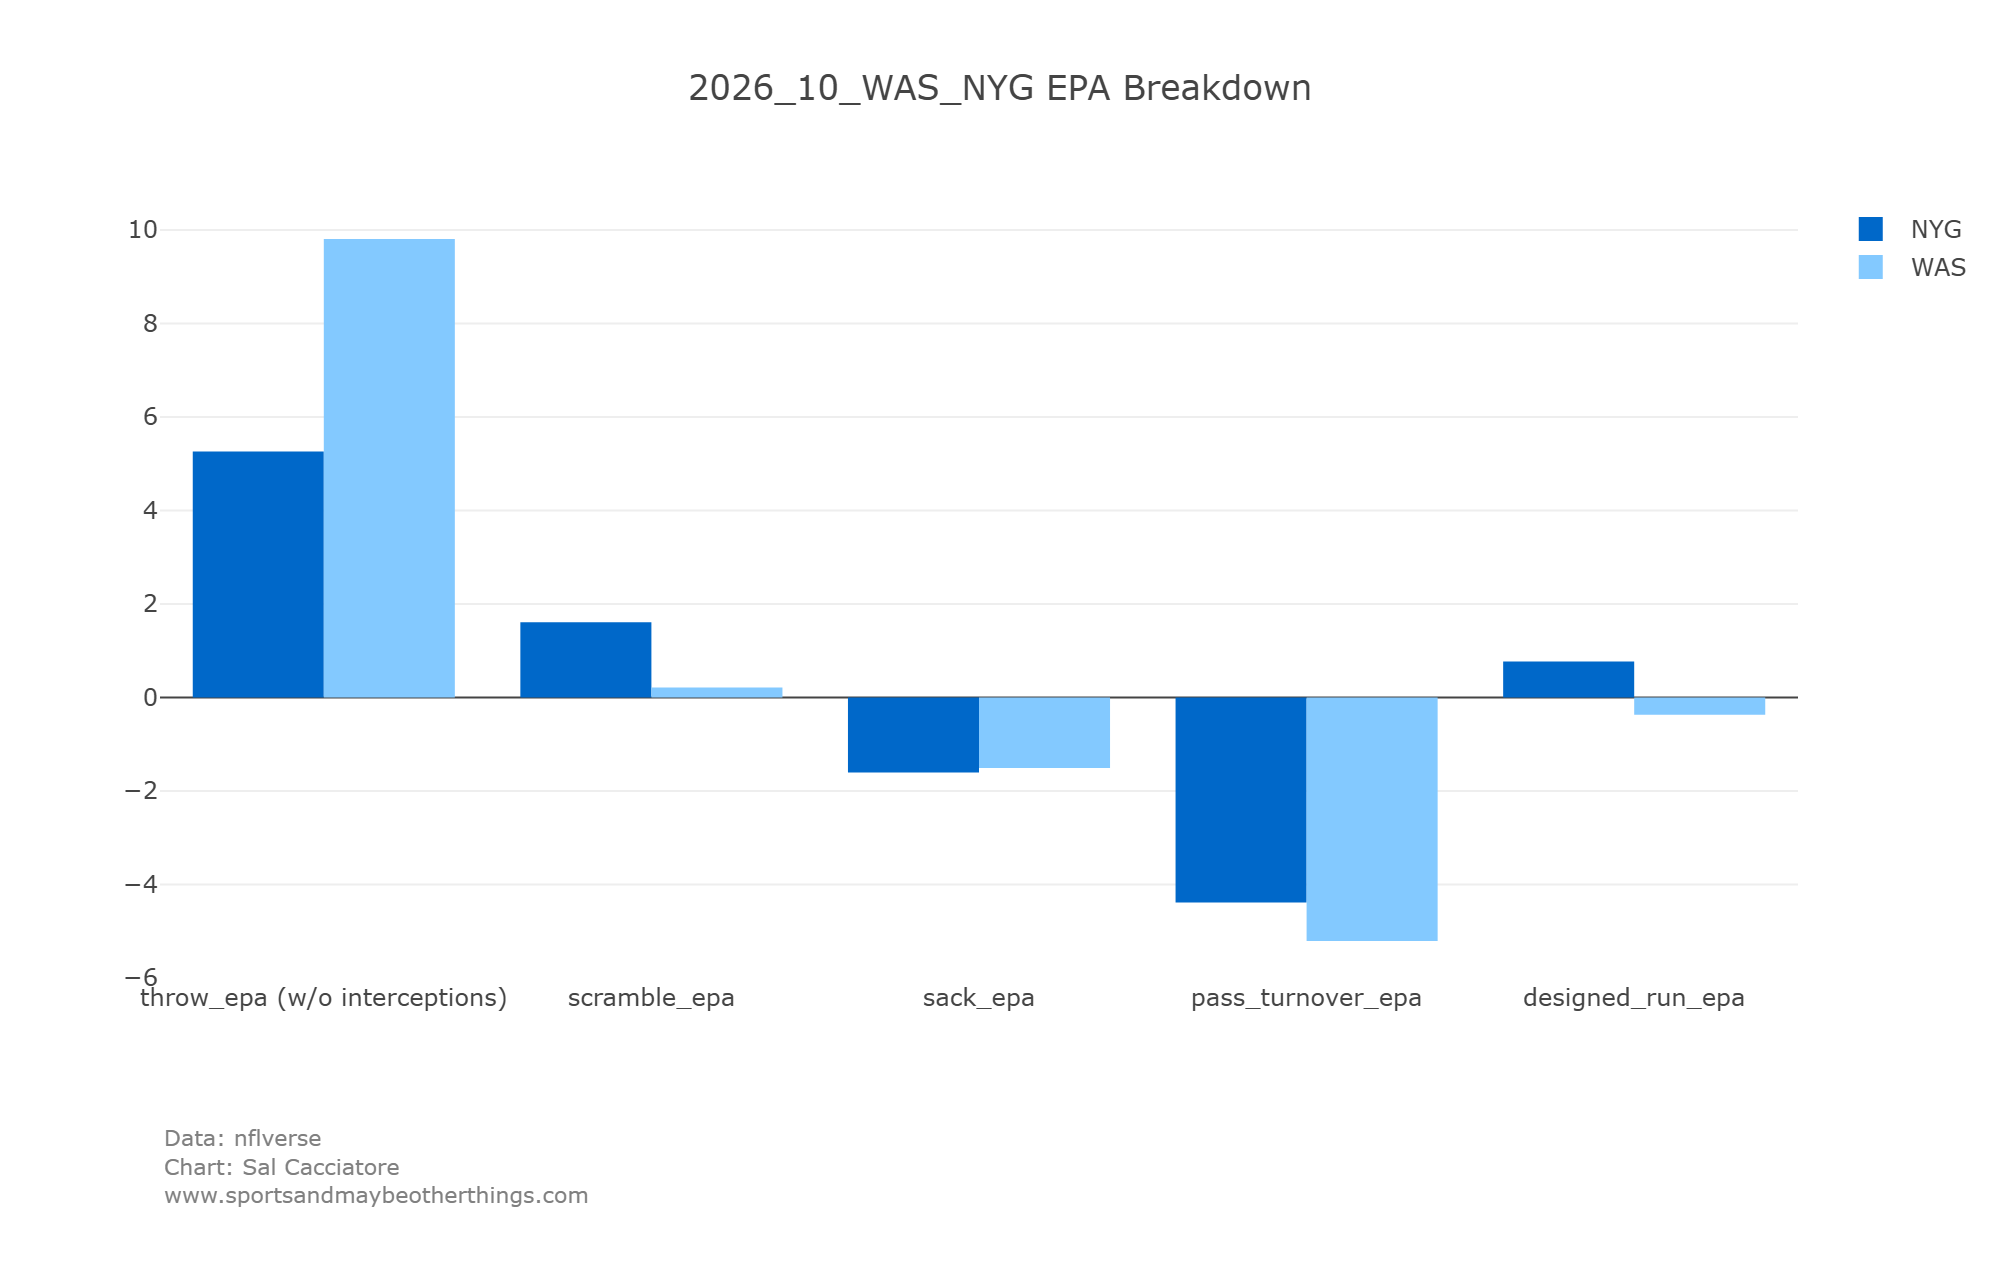 2026_10_WAS_NYG EPA Breakdown
NYG
WAS
10
8
6
4
2
0
−2
−4
−6
throw_epa (w/o interceptions)
scramble_epa
sack_epa
pass_turnover_epa
designed_run_epa
Data: nflverse
Chart: Sal Cacciatore
www.sportsandmaybeotherthings.com